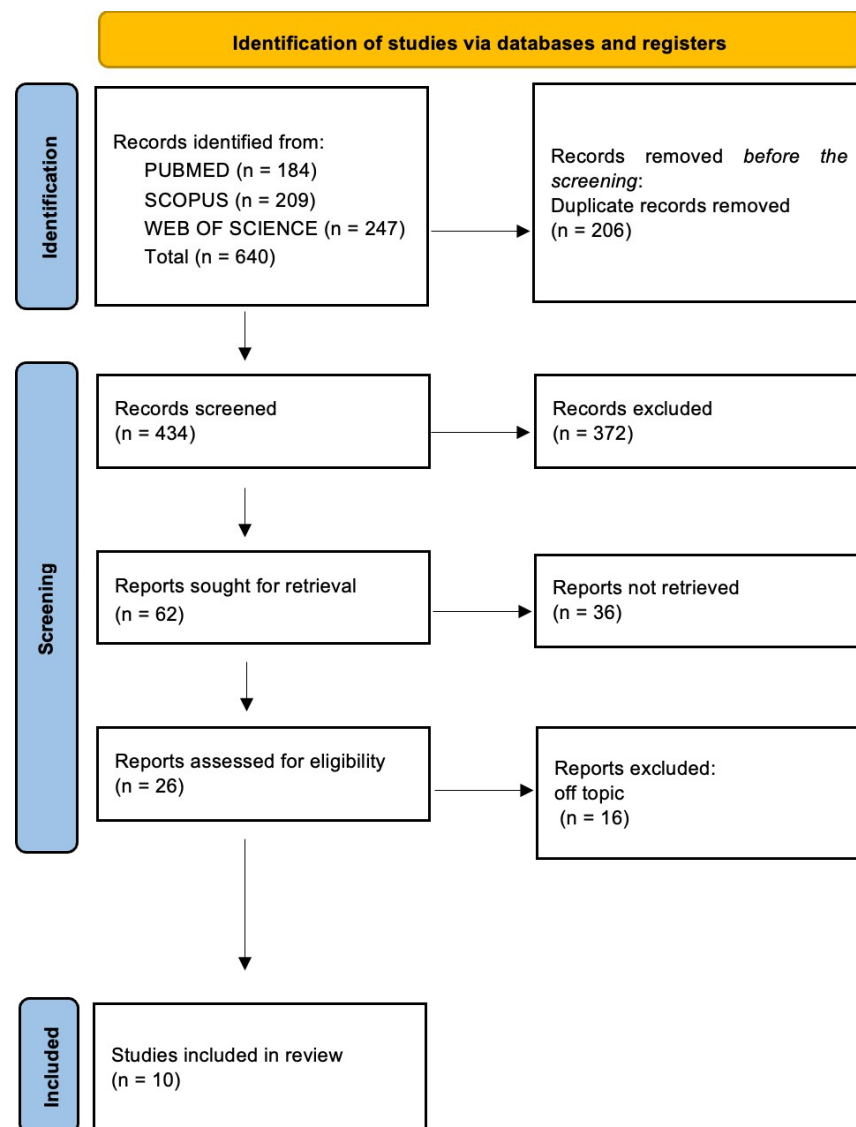 Identification of studies via databases and registers
Identification
Records identified from:
PUBMED (n = 184)
SCOPUS (n = 209)
WEB OF SCIENCE (n = 247)
Total (n = 640)
Records removed before the
screening:
Duplicate records removed
(n = 206)
Screening
Records screened
(n = 434)
Records excluded
(n = 372)
Reports sought for retrieval
(n = 62)
Reports not retrieved
(n = 36)
Reports assessed for eligibility
(n = 26)
Reports excluded:
off topic
(n = 16)
Included
Studies included in review
(n = 10)